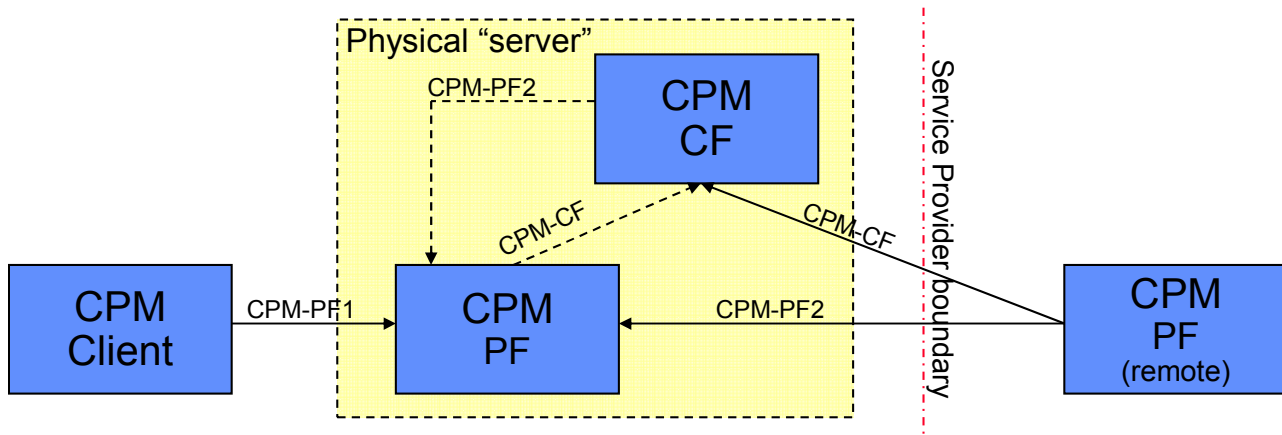 Physical “server”
CPM-PF2
CPM
CF
Service Provider boundary
CPM-CF
CPM-CF
CPM
Client
CPM-PF1
CPM
PF
CPM-PF2
CPM
PF
(remote)